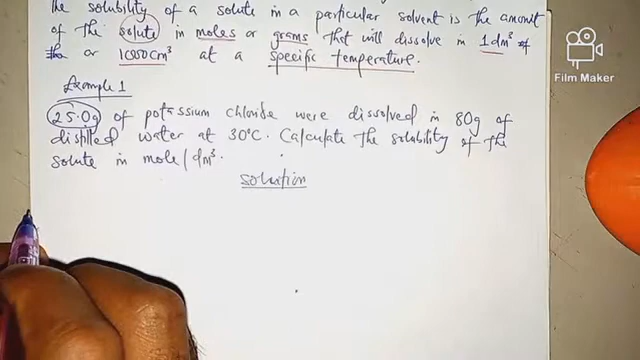 the solubility of a solute in a particular solvent is the amount
of the solute in moles or grams that will dissolve in 1dm³
or 1000cm³ at a specific temperature.
Example 1
25.0g of potassium chloride were dissolved in 80g of
distilled water at 30°C. Calculate the solubility of the
solute in mole/dm³.
Solution
Film Maker